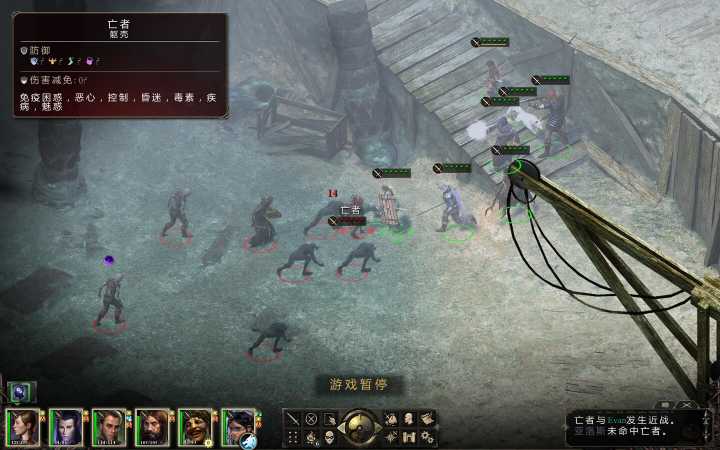 亡者
躯壳
防御
? ? ? ?
伤害减免:0?
免疫困惑，恶心，控制，昏迷，毒素，疾
病，魅惑
14
亡者
游戏暂停
亡者与Evan发生近战。
未命中亡者。